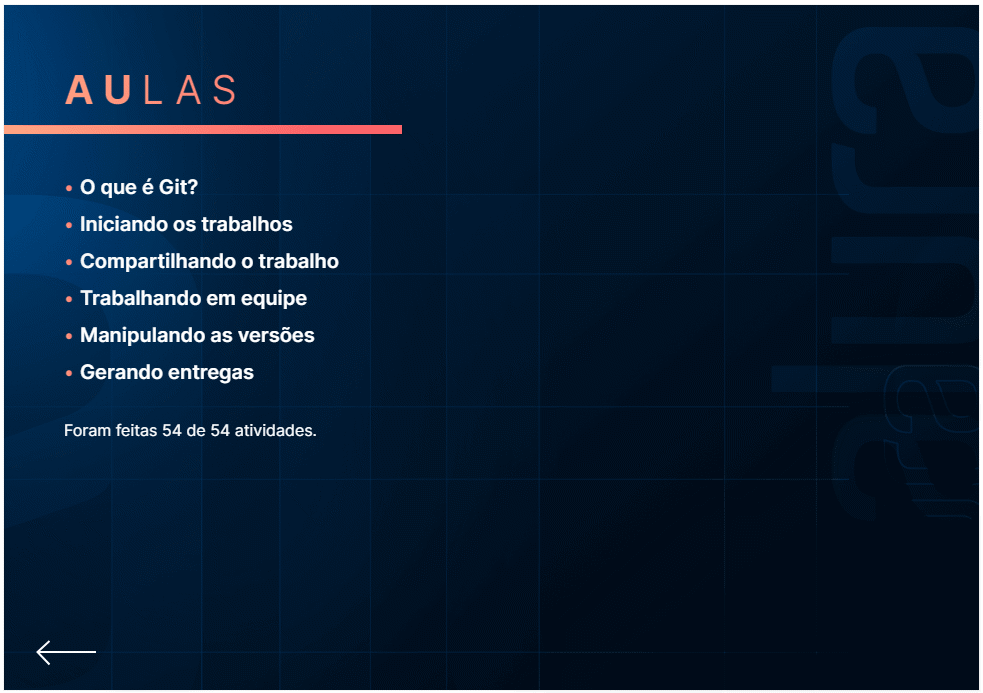 AULAS
• O que é Git?
• Iniciando os trabalhos
• Compartilhando o trabalho
• Trabalhando em equipe
• Manipulando as versões
• Gerando entregas
Foram feitas 54 de 54 atividades.
alura